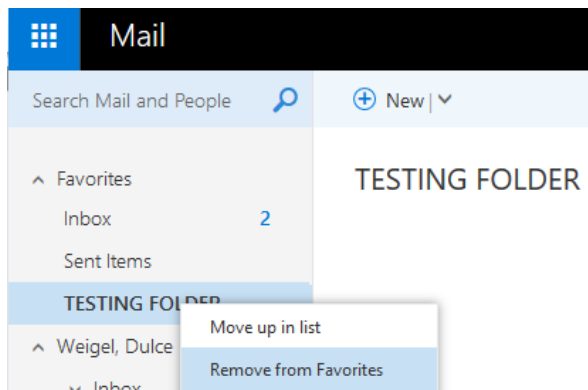 Mail
Search Mail and People
New
Favorites
TESTING FOLDER
Inbox 2
Sent Items
TESTING FOLDER
Move up in list
Weigel, Dulce
Remove from Favorites
Inbox